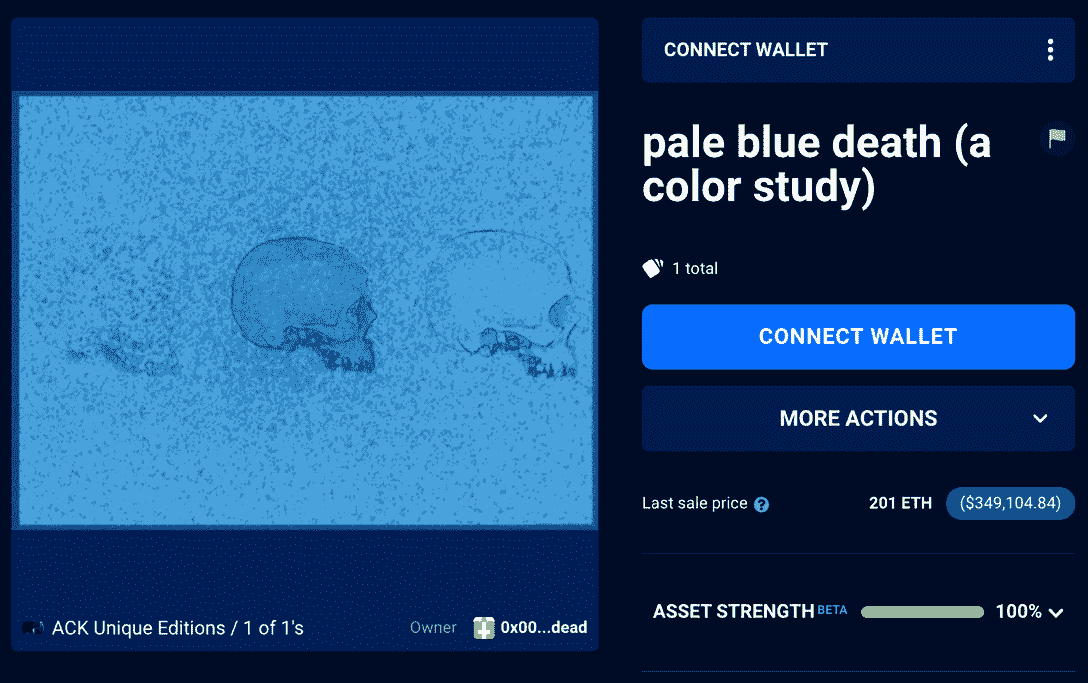 CONNECT WALLET
pale blue death (a
color study)
1 total
CONNECT WALLET
MORE ACTIONS
Last sale price ? 201 ETH ($349,104.84)
ASSET STRENGTH BETA 100%
ACK Unique Editions / 1 of 1's Owner 0x00...dead